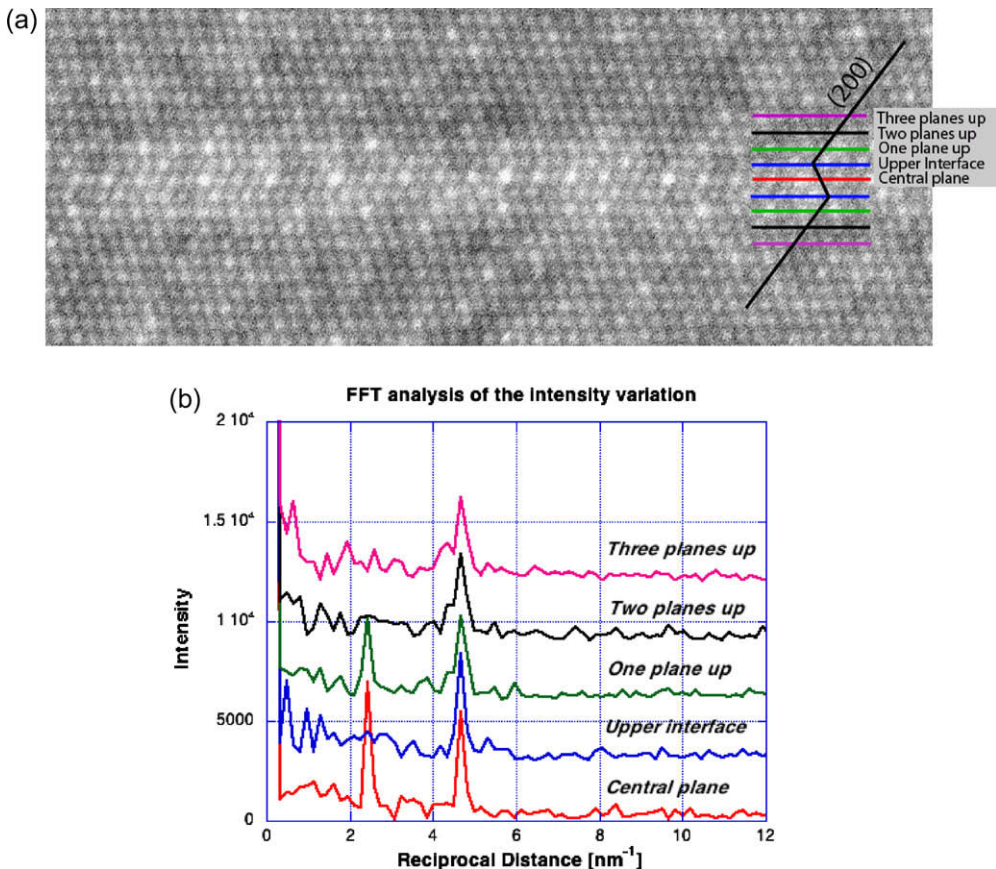 (a)
(200)
Three planes up
Two planes up
One plane up
Upper Interface
Central plane
(b)
FFT analysis of the intensity variation
2 10⁴
1.5 10⁴
1 10⁴
5000
0
Intensity
Three planes up
Two planes up
One plane up
Upper interface
Central plane
0 2 4 6 8 10 12
Reciprocal Distance [nm⁻¹]